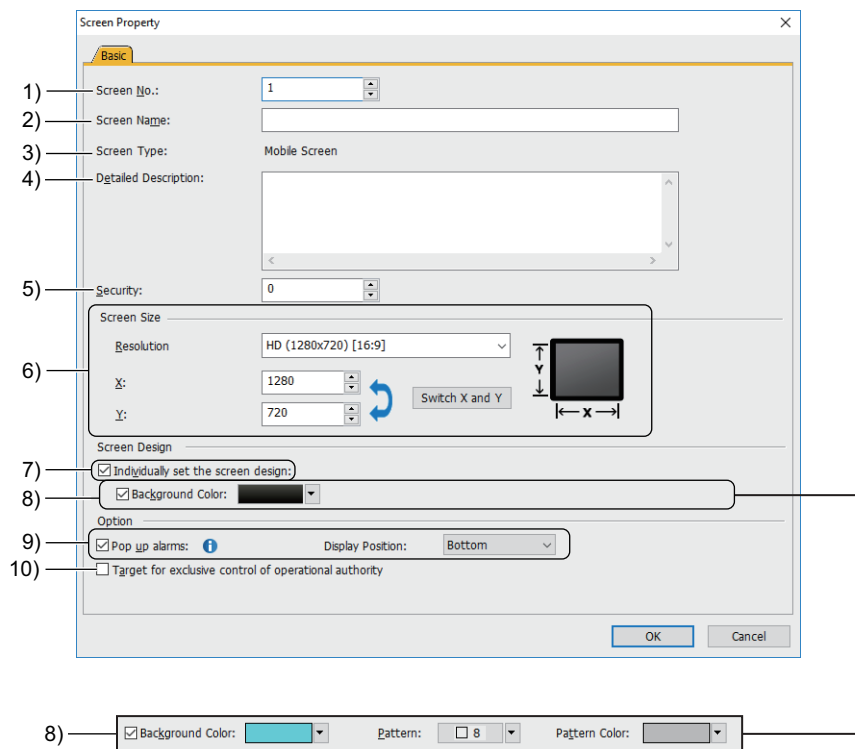 Screen Property
Basic
1) Screen No.: 1
2) Screen Name:
3) Screen Type: Mobile Screen
4) Detailed Description:
5) Security: 0
Screen Size
6)
Resolution HD (1280x720) [16:9]
X: 1280
Switch X and Y
Y: 720
Y
X
Screen Design
7) Individually set the screen design:
8) Background Color:
Option
9) Pop up alarms: Display Position: Bottom
10) Target for exclusive control of operational authority
OK Cancel
8) Background Color: Pattern: 8 Pattern Color: